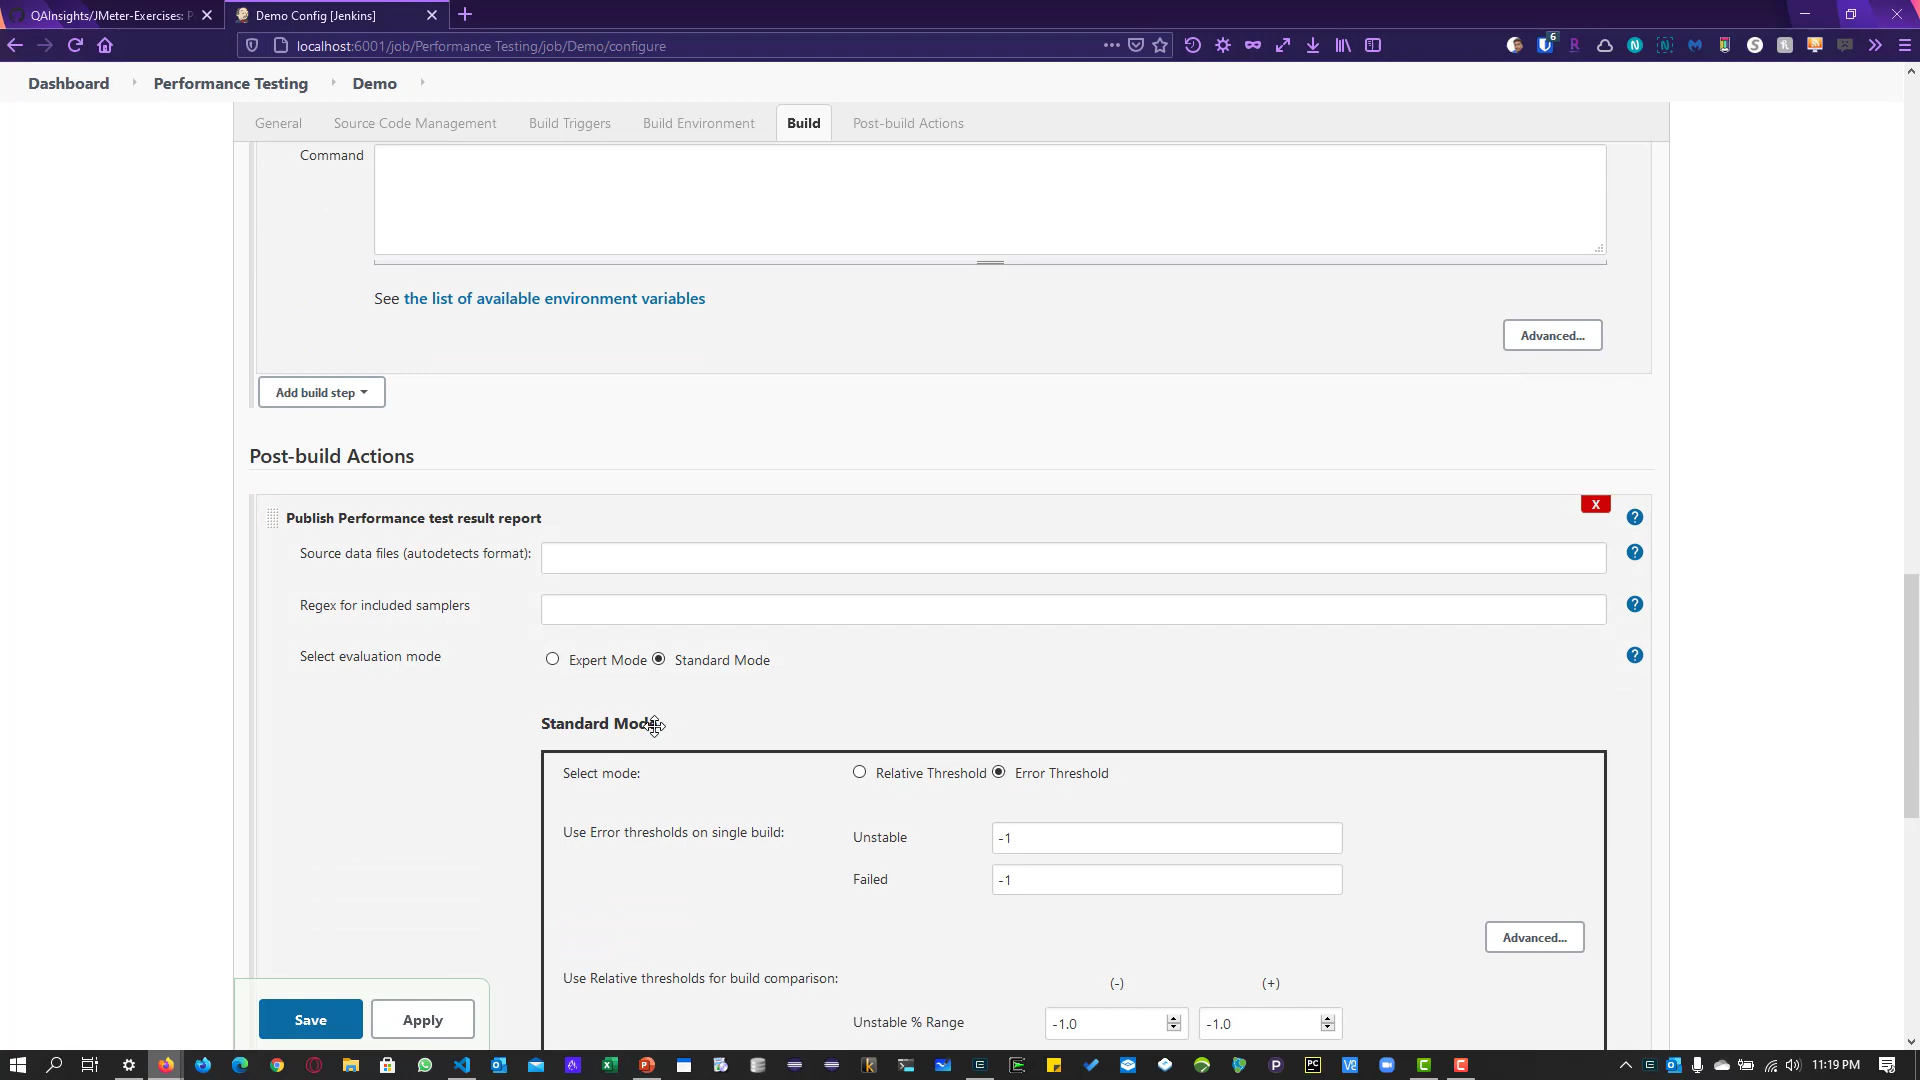 QAInsights/JMeter-Exercises: P
Demo Config [Jenkins]
localhost:6001/job/Performance Testing/job/Demo/configure
6
Dashboard
Performance Testing
Demo
General
Source Code Management
Build Triggers
Build Environment
Build
Post-build Actions
Command
See the list of available environment variables
Advanced...
Add build step
Post-build Actions
X
Publish Performance test result report
?
Source data files (autodetects format):
?
Regex for included samplers
?
Select evaluation mode
Expert Mode
Standard Mode
?
Standard Mode
Select mode:
Relative Threshold
Error Threshold
Use Error thresholds on single build:
Unstable
-1
Failed
-1
Advanced...
Use Relative thresholds for build comparison:
(-)
(+)
Unstable % Range
-1.0
-1.0
Save
Apply
11:19 PM